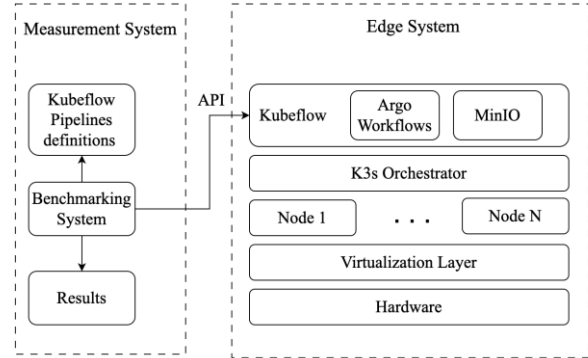 Measurement System
Kubeflow
Pipelines
definitions
Benchmarking
System
Results
API
Edge System
Kubeflow
Argo
Workflows
MinIO
K3s Orchestrator
Node 1
. . .
Node N
Virtualization Layer
Hardware